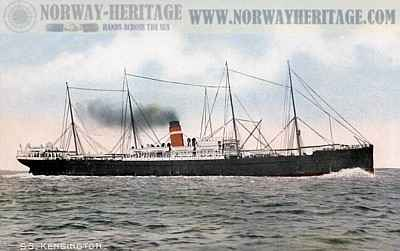 NORWAY-HERITAGE
HANDS ACROSS THE SEA
WWW.NORWAYHERITAGE.COM
S.S. KENSINGTON